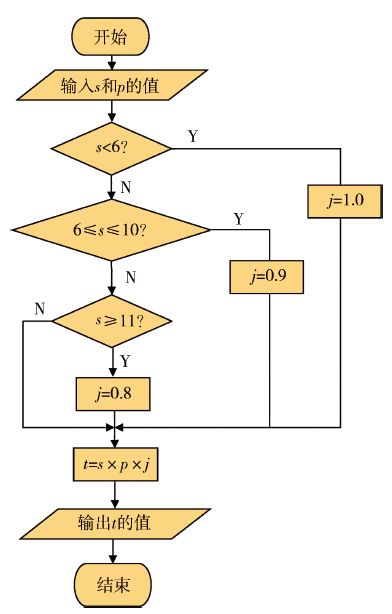 开始
输入s和p的值
s<6?
Y
N
j=1.0
6≤s≤10?
Y
N
j=0.9
s≥11?
N
Y
j=0.8
t=s×p×j
输出t的值
结束